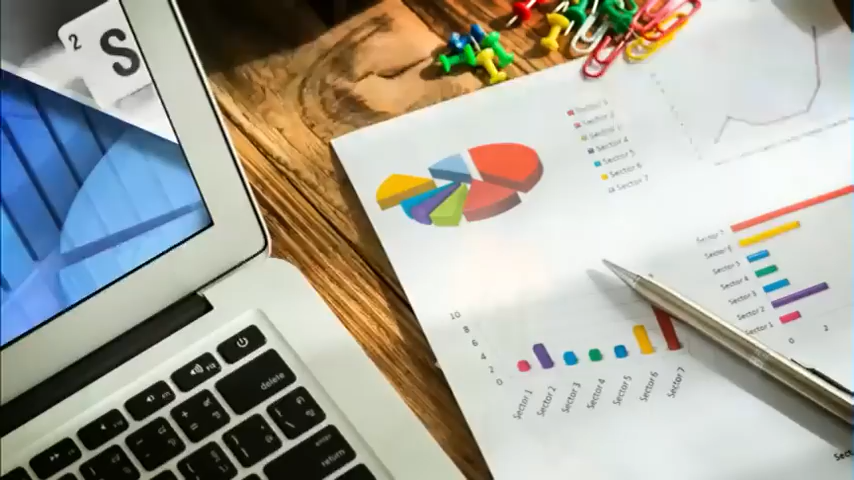 2
S
Sector 1
Sector 2
Sector 3
Sector 4
Sector 5
Sector 6
Sector 7
Sector 7
Sector 6
Sector 5
Sector 4
Sector 3
Sector 2
Sector 1
0
2
10
8
6
4
2
0
Sector 1
Sector 2
Sector 3
Sector 4
Sector 5
Sector 6
Sector 7
delete
return